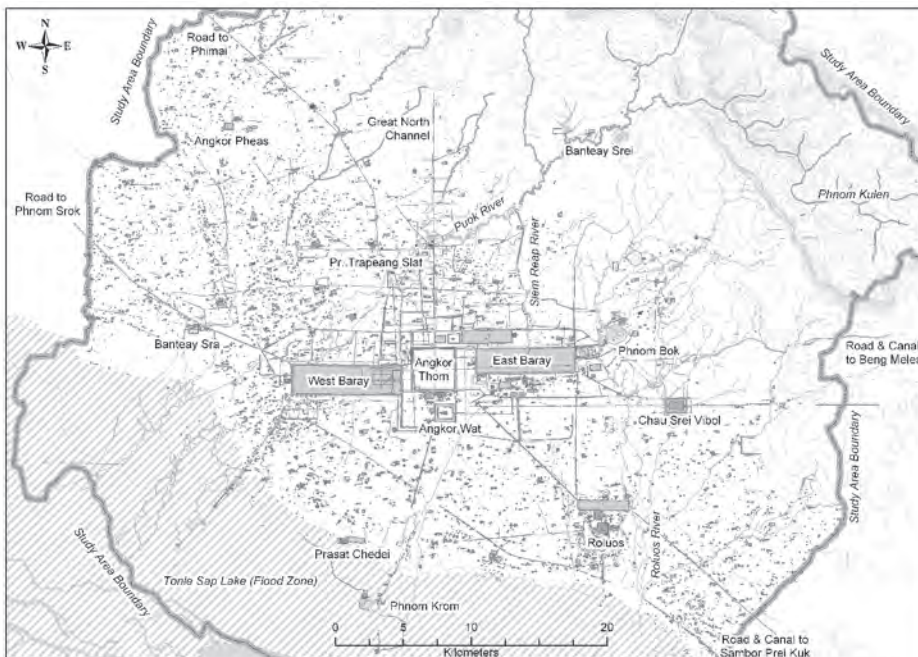 N
W E
S
Road to
Phimai
Study Area Boundary
Study Area Boundary
Great North
Channel
Angkor Pheas
Banteay Srei
Phnom Kulen
Road to
Phnom Srok
Puok River
Siem Reap River
Pr. Trapeang Slat
Banteay Sra
Phnom Bok
Road & Canal
to Beng Melea
West Baray
Angkor
Thom
East Baray
Chau Srei Vibol
Angkor Wat
Study Area Boundary
Roluos River
Roluos
Prasat Chedei
Study Area Boundary
Tonle Sap Lake (Flood Zone)
Phnom Krom
Road & Canal to
Sambor Prei Kuk
0 5 10 20
Kilometers